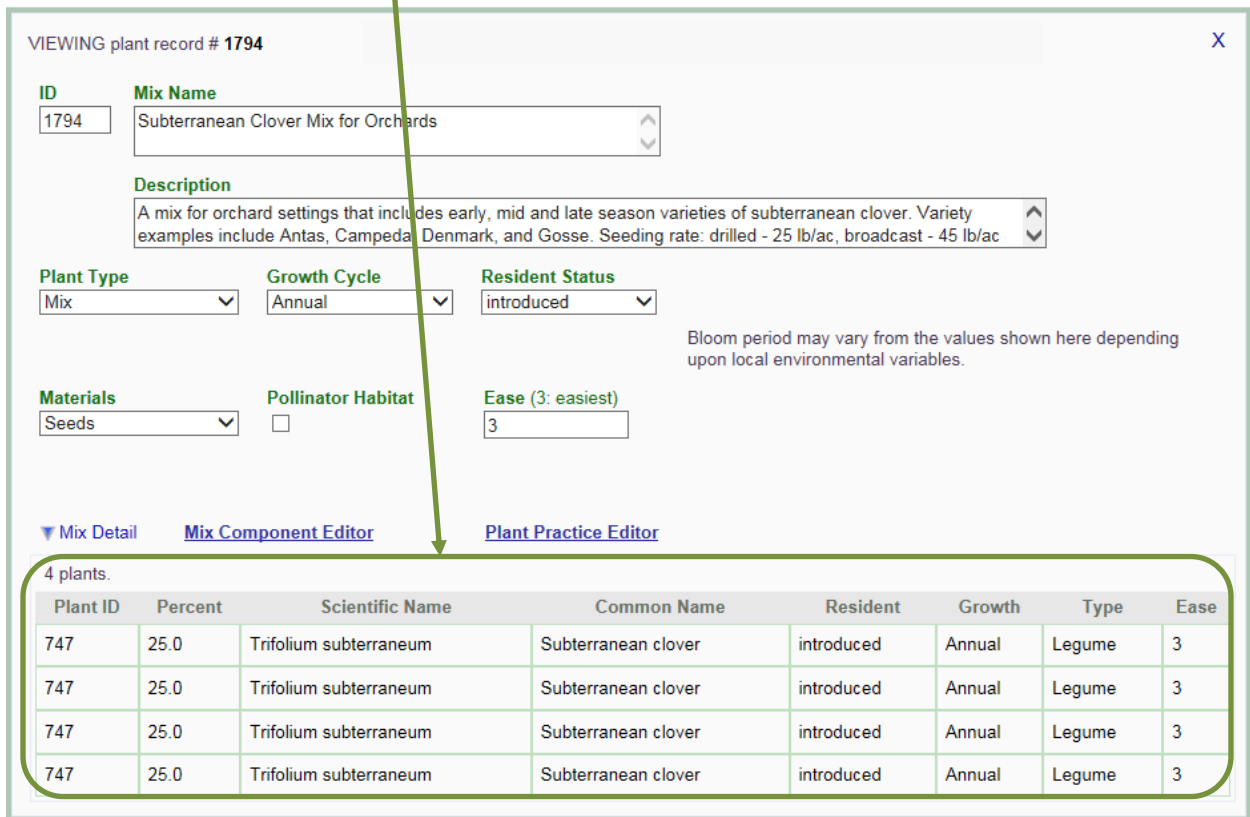 VIEWING plant record # 1794
X
ID
Mix Name
1794
Subterranean Clover Mix for Orchards
Description
A mix for orchard settings that includes early, mid and late season varieties of subterranean clover. Variety
examples include Antas, Campeda, Denmark, and Gosse. Seeding rate: drilled - 25 lb/ac, broadcast - 45 lb/ac
Plant Type
Growth Cycle
Resident Status
Mix
Annual
introduced
Bloom period may vary from the values shown here depending
upon local environmental variables.
Materials
Pollinator Habitat
Ease (3: easiest)
Seeds
3
Mix Detail
Mix Component Editor
Plant Practice Editor
4 plants.
Plant ID Percent Scientific Name Common Name Resident Growth Type Ease
747 25.0 Trifolium subterraneum Subterranean clover introduced Annual Legume 3
747 25.0 Trifolium subterraneum Subterranean clover introduced Annual Legume 3
747 25.0 Trifolium subterraneum Subterranean clover introduced Annual Legume 3
747 25.0 Trifolium subterraneum Subterranean clover introduced Annual Legume 3